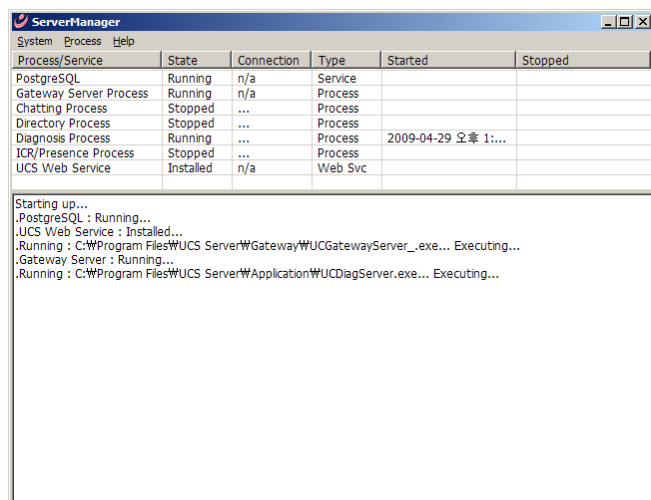 ServerManager
System Process Help
Process/Service State Connection Type Started Stopped
PostgreSQL Running n/a Service
Gateway Server Process Running n/a Process
Chatting Process Stopped ... Process
Directory Process Stopped ... Process
Diagnosis Process Running ... Process 2009-04-29 오후 1:...
ICR/Presence Process Stopped ... Process
UCS Web Service Installed n/a Web Svc
Starting up...
.PostgreSQL : Running...
.UCS Web Service : Installed...
.Running : C:₩Program Files₩UCS Server₩Gateway₩UCGatewayServer_.exe... Executing...
.Gateway Server : Running...
.Running : C:₩Program Files₩UCS Server₩Application₩UCDiagServer.exe... Executing...